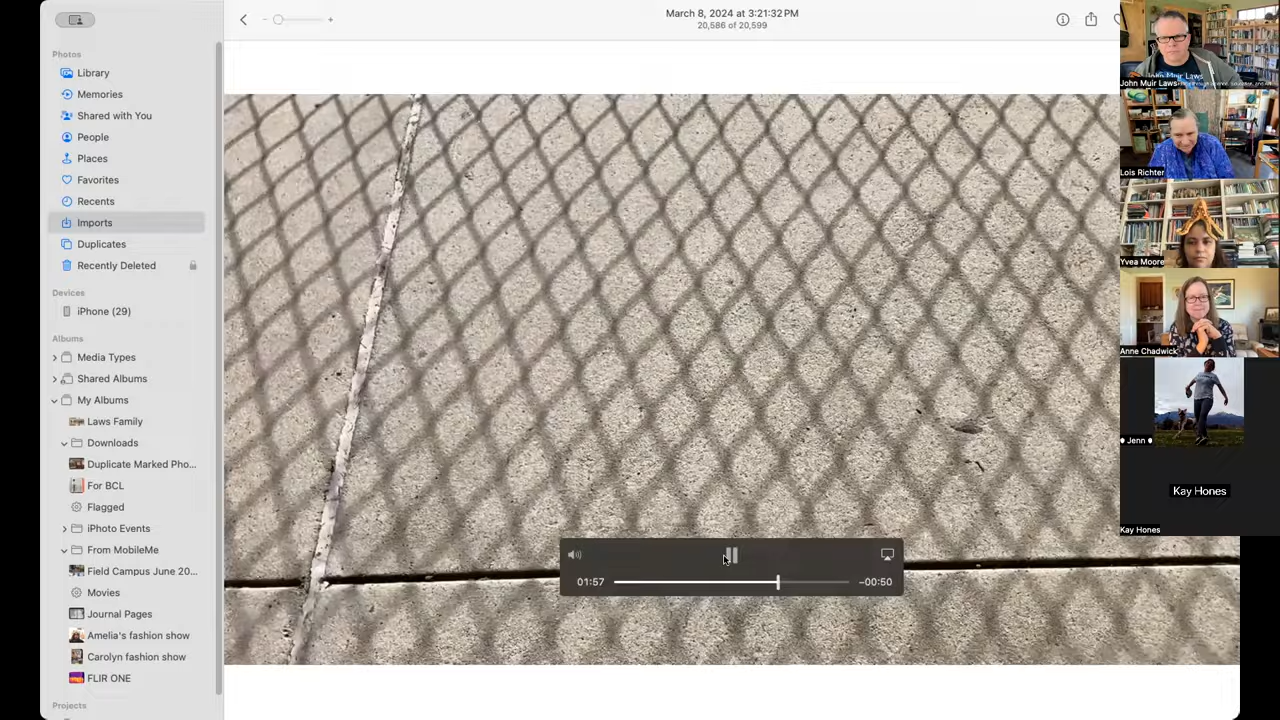 March 8, 2024 at 3:21:32 PM
20,586 of 20,599
Photos
Library
Memories
Shared with You
People
Places
Favorites
Recents
Imports
Duplicates
Recently Deleted
Devices
iPhone (29)
Albums
Media Types
Shared Albums
My Albums
Laws Family
Downloads
Duplicate Marked Pho...
For BCL
Flagged
iPhoto Events
From MobileMe
Field Campus June 20...
Movies
Journal Pages
Amelia's fashion show
Carolyn fashion show
FLIR ONE
Projects
01:57
−00:50
John Muir Laws
John Muir Laws
Lois Richter
Yvea Moore
Anne Chadwick
Jenn
Kay Hones
Kay Hones